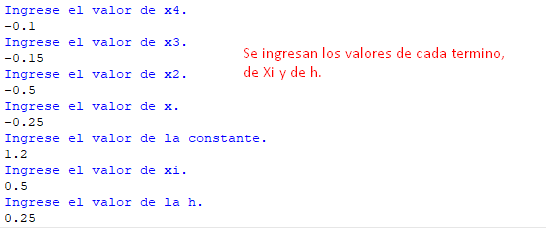 Ingrese el valor de x4.
-0.1
Ingrese el valor de x3.
-0.15
Ingrese el valor de x2.
-0.5
Ingrese el valor de x.
-0.25
Ingrese el valor de la constante.
1.2
Ingrese el valor de xi.
0.5
Ingrese el valor de la h.
0.25
Se ingresan los valores de cada termino,
de Xi y de h.